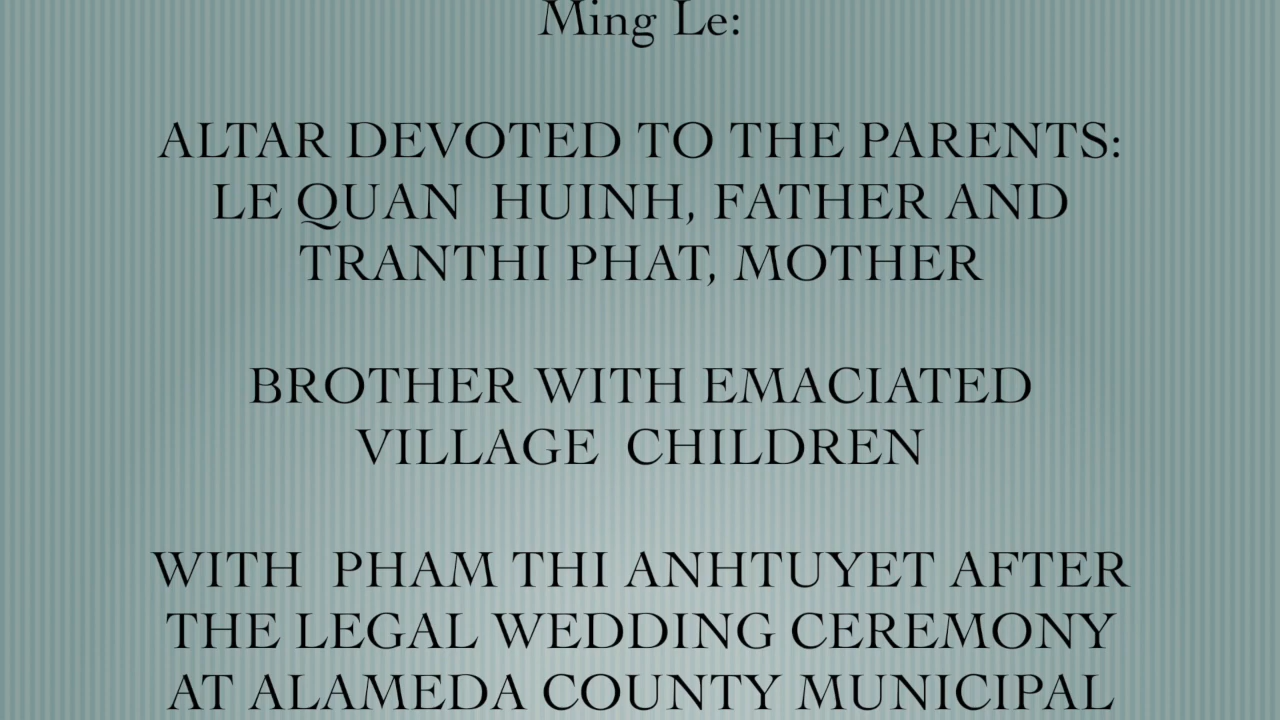 Ming Le:
ALTAR DEVOTED TO THE PARENTS:
LE QUAN HUINH, FATHER AND
TRANTHI PHAT, MOTHER
BROTHER WITH EMACIATED
VILLAGE CHILDREN
WITH PHAM THI ANHTUYET AFTER
THE LEGAL WEDDING CEREMONY
AT ALAMEDA COUNTY MUNICIPAL